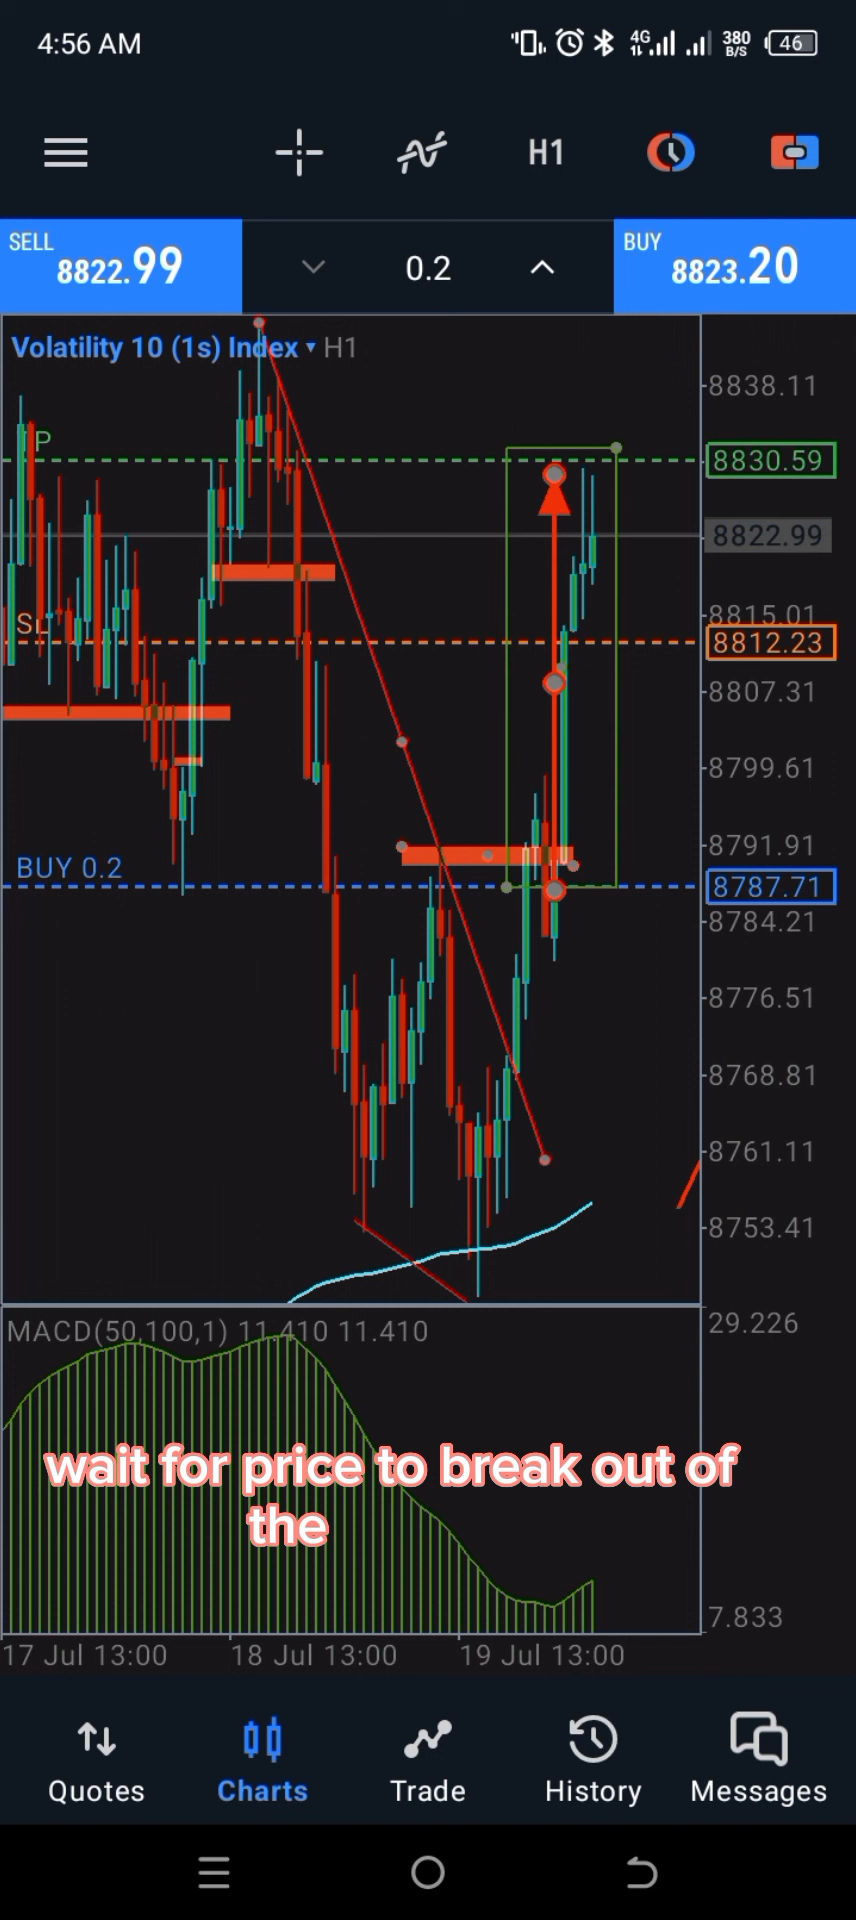 4:56 AM
4G
380
B/S
46
H1
SELL
8822.99
0.2
BUY
8823.20
Volatility 10 (1s) Index ▾ H1
8838.11
TP
8830.59
8822.99
8815.01
SL
8812.23
8807.31
8799.61
8791.91
BUY 0.2
8787.71
8784.21
8776.51
8768.81
8761.11
8753.41
MACD(50,100,1) 11.410 11.410
29.226
wait for price to break out of
the
7.833
17 Jul 13:00
18 Jul 13:00
19 Jul 13:00
Quotes
Charts
Trade
History
Messages